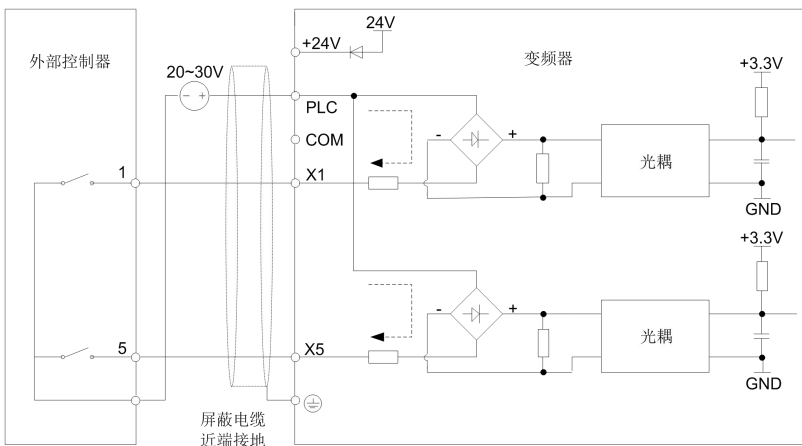 24V
+24V
外部控制器
变频器
20~30V
- +
+3.3V
PLC
- +
COM
光耦
1
X1
GND
+3.3V
- +
光耦
5
X5
GND
屏蔽电缆
近端接地